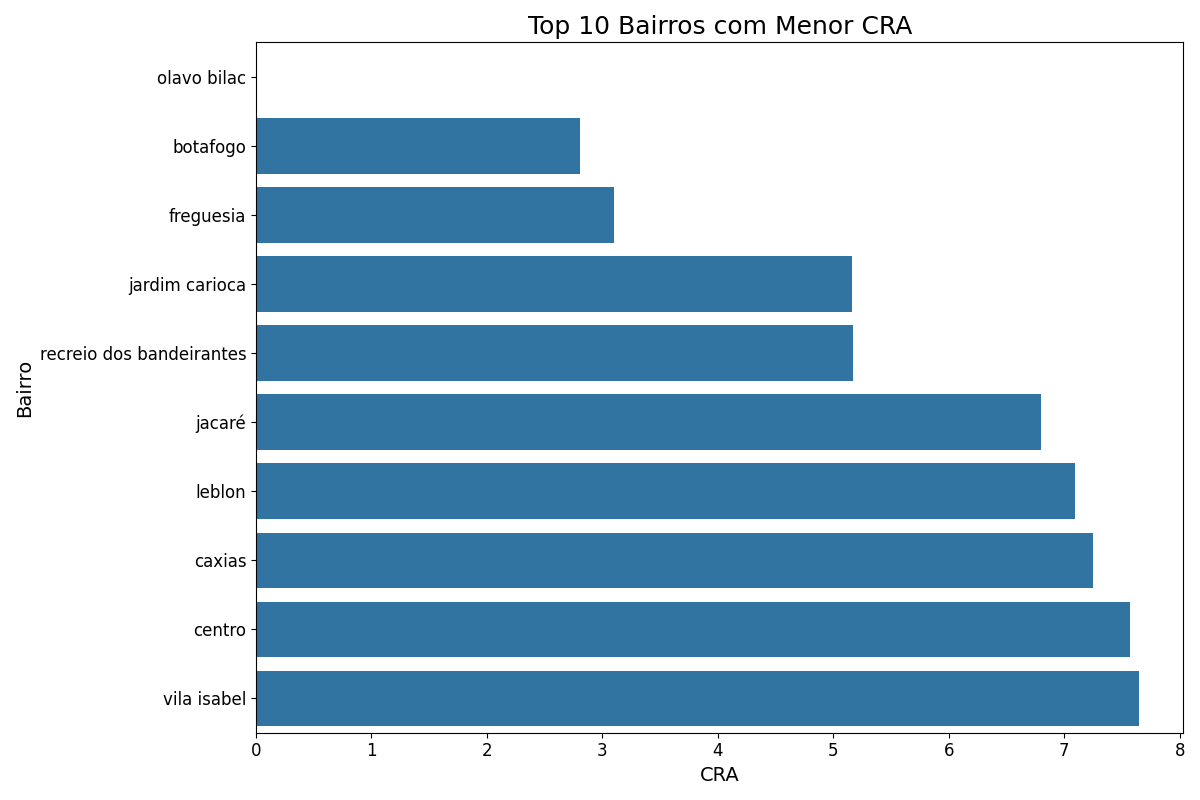 Top 10 Bairros com Menor CRA
Bairro
olavo bilac
botafogo
freguesia
jardim carioca
recreio dos bandeirantes
jacaré
leblon
caxias
centro
vila isabel
0 1 2 3 4 5 6 7 8
CRA